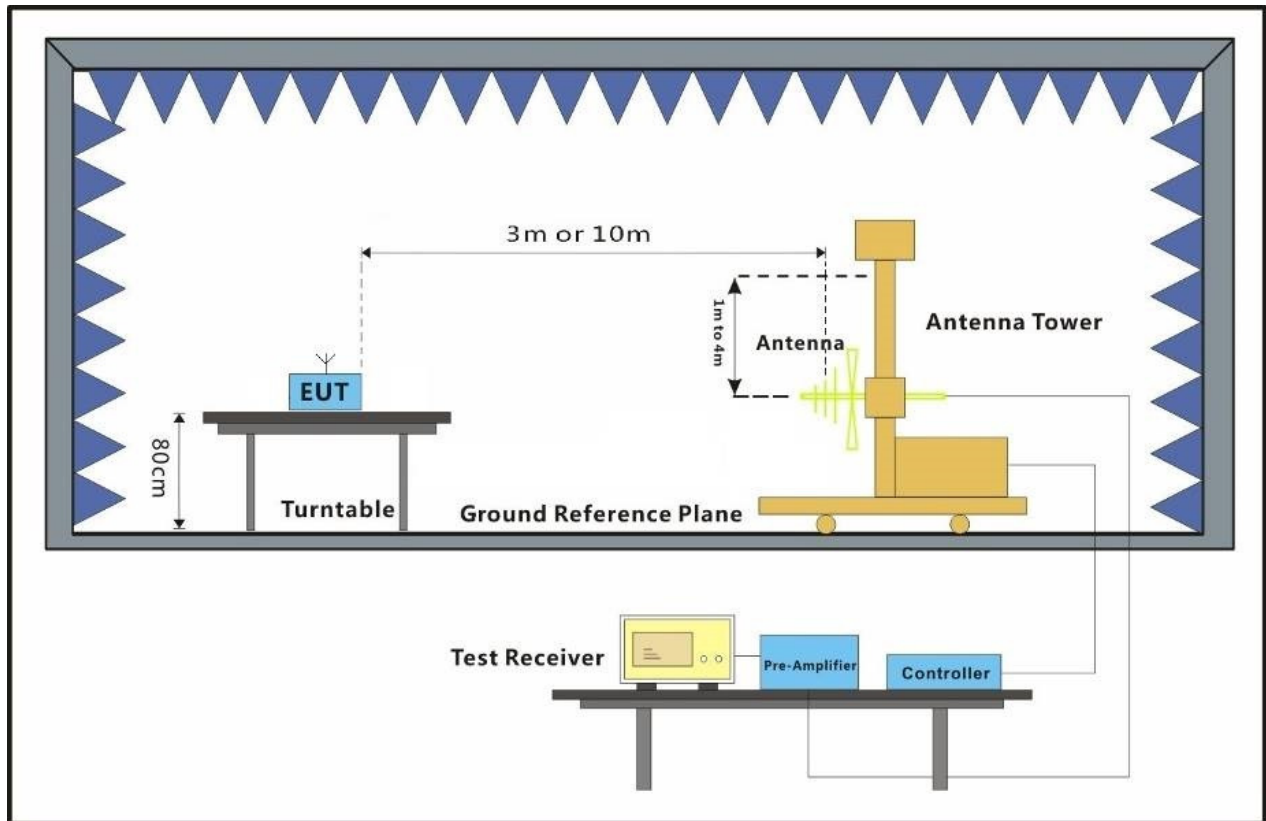 3m or 10m
1m to 4m
Antenna
Antenna Tower
EUT
80cm
Turntable
Ground Reference Plane
Test Receiver
Pre-Amplifier
Controller